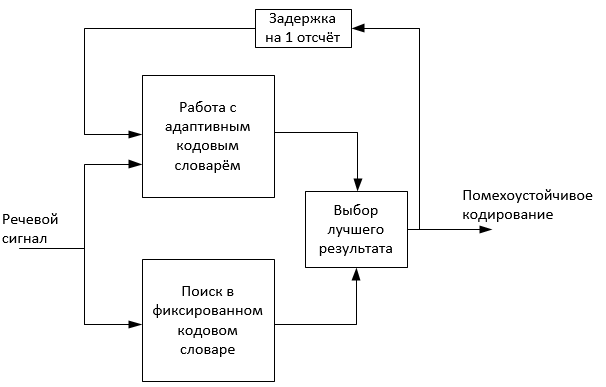 Задержка
на 1 отсчёт
Работа с
адаптивным
кодовым
словарём
Речевой
сигнал
Выбор
лучшего
результата
Помехоустойчивое
кодирование
Поиск в
фиксированном
кодовом
словаре